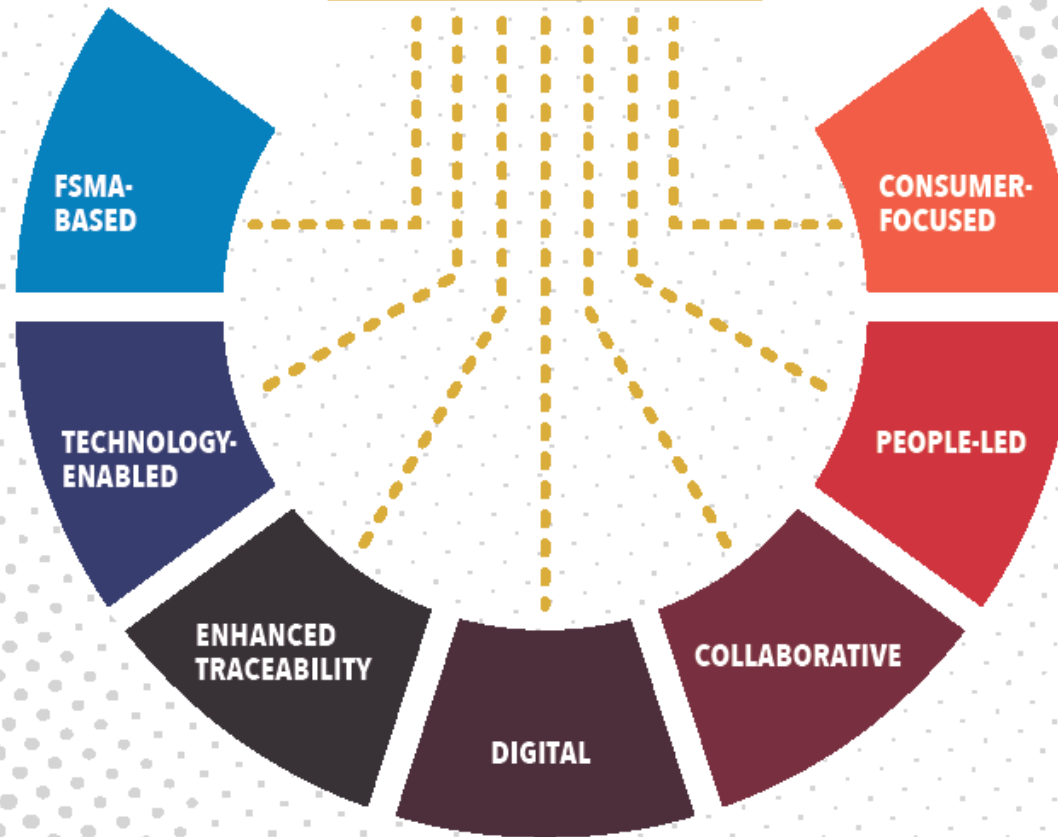 FSMA-
BASED
TECHNOLOGY-
ENABLED
ENHANCED
TRACEABILITY
DIGITAL
COLLABORATIVE
PEOPLE-LED
CONSUMER-
FOCUSED